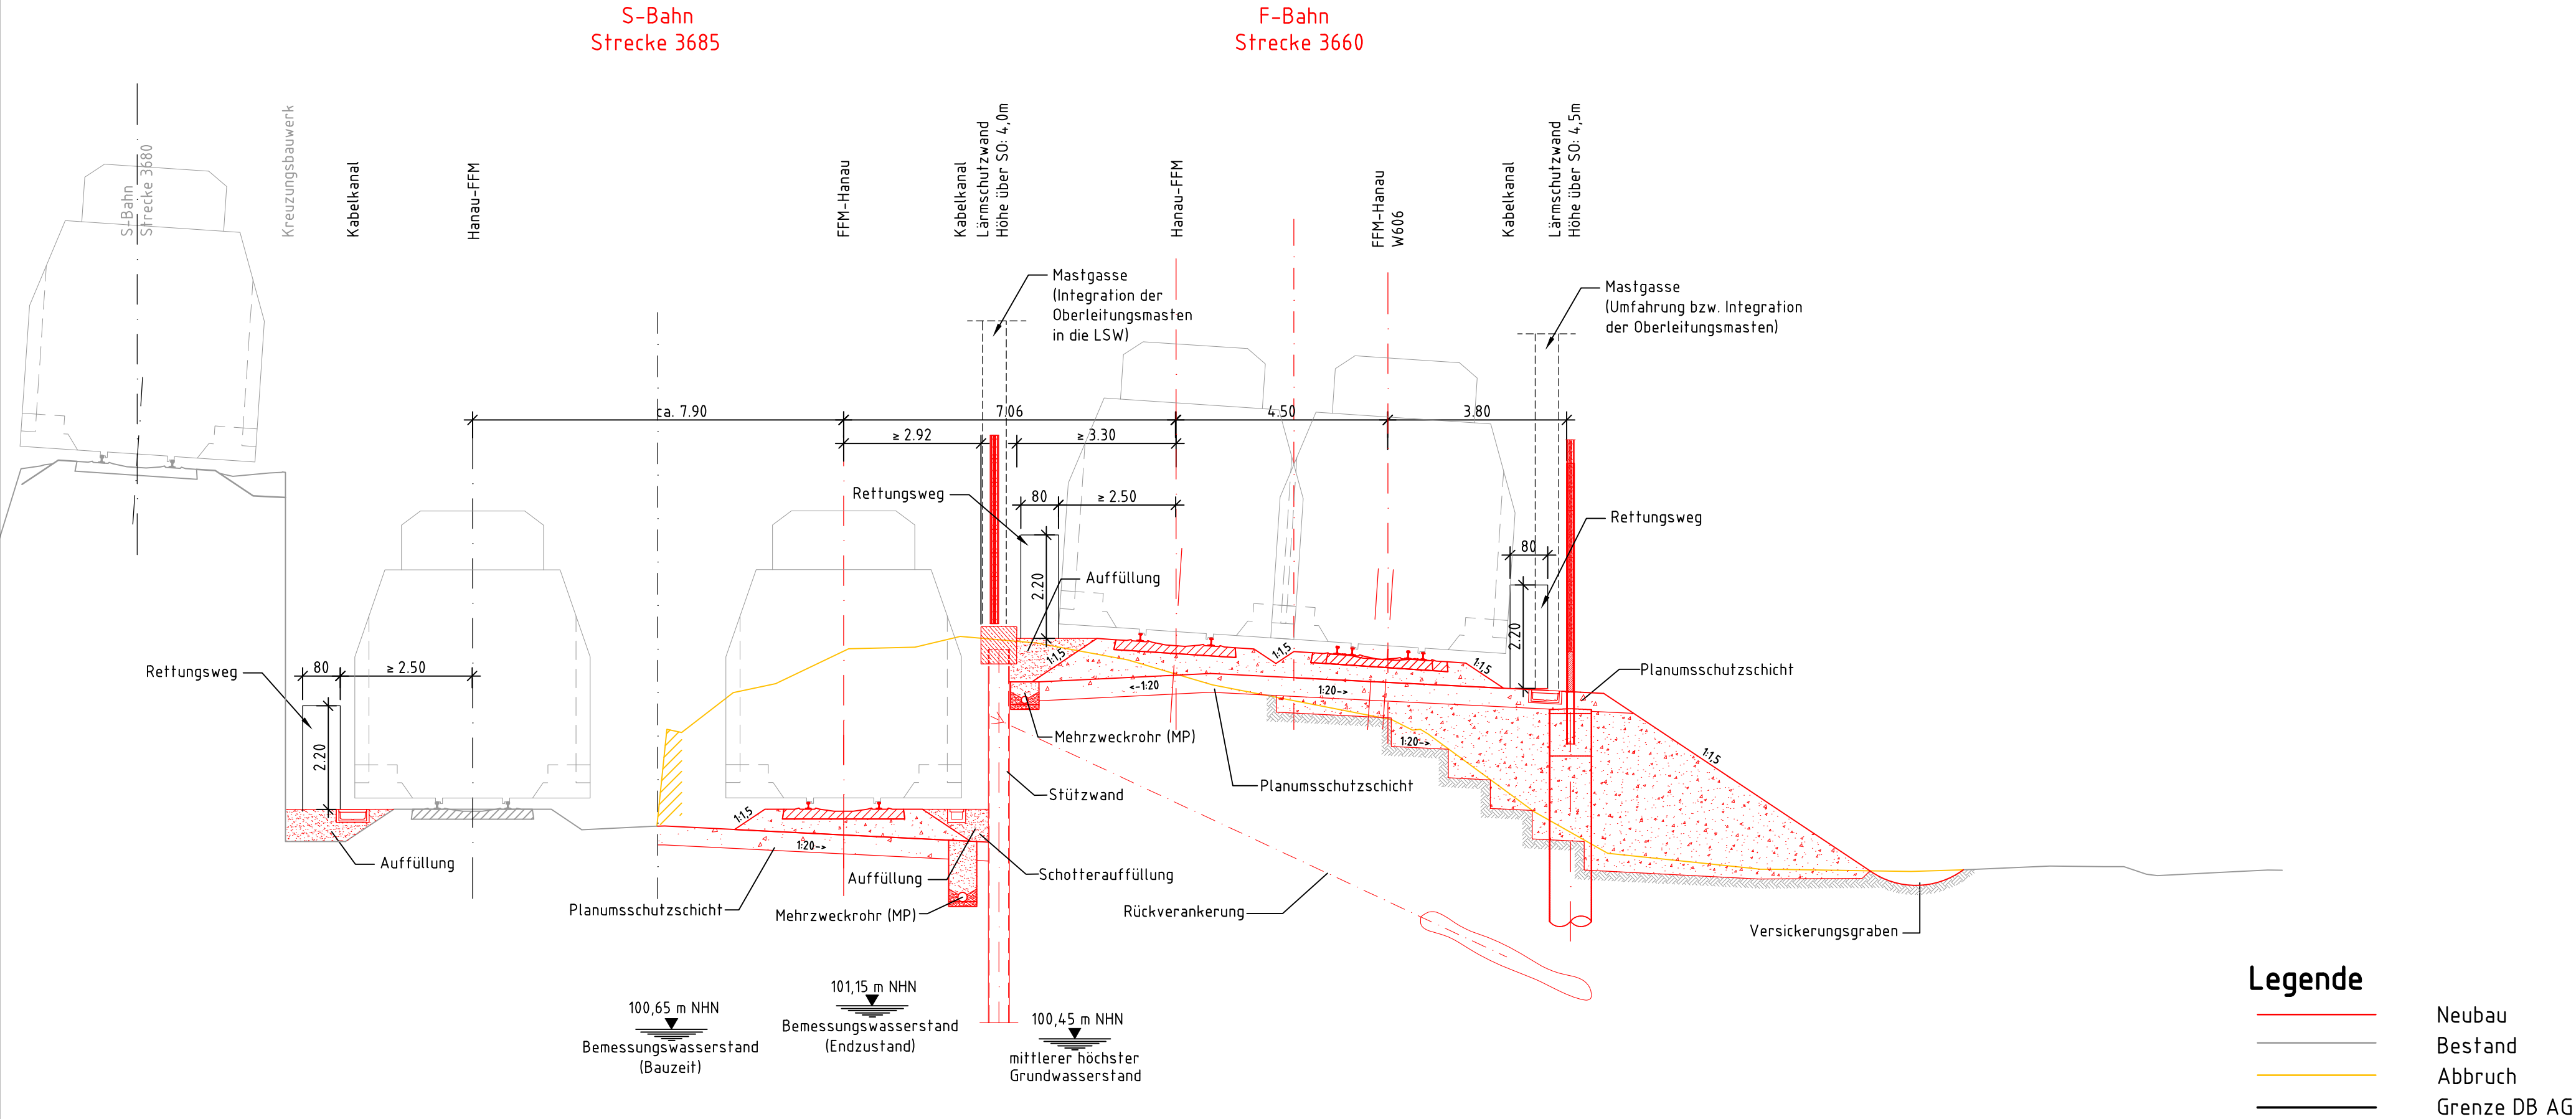 S-Bahn
Strecke 3685
F-Bahn
Strecke 3660
S-Bahn
Strecke 3680
Kreuzungsbauwerk
Kabelkanal
Hanau-FFM
FFM-Hanau
Kabelkanal
Lärmschutzwand
Höhe über SO: 4,0m
Hanau-FFM
FFM-Hanau
W606
Kabelkanal
Lärmschutzwand
Höhe über SO: 4,5m
Mastgasse
(Integration der
Oberleitungsmasten
in die LSW)
Mastgasse
(Umfahrung bzw. Integration
der Oberleitungsmasten)
ca. 7.90
7.06
4.50
3.80
≥ 2.92
≥ 3.30
Rettungsweg
80
≥ 2.50
2.20
Auffüllung
Rettungsweg
80
2.20
Rettungsweg
80
≥ 2.50
2.20
1:1,5
1:1,5
1:1,5
Planumsschutzschicht
<-1:20
1:20->
1:20->
1:1,5
Mehrzweckrohr (MP)
Planumsschutzschicht
Stützwand
1:1,5
1:20->
Auffüllung
Auffüllung
Schotterauffüllung
Planumsschutzschicht
Mehrzweckrohr (MP)
Rückverankerung
Versickerungsgraben
100,65 m NHN
Bemessungswasserstand
(Bauzeit)
101,15 m NHN
Bemessungswasserstand
(Endzustand)
100,45 m NHN
mittlerer höchster
Grundwasserstand
Legende
Neubau
Bestand
Abbruch
Grenze DB AG